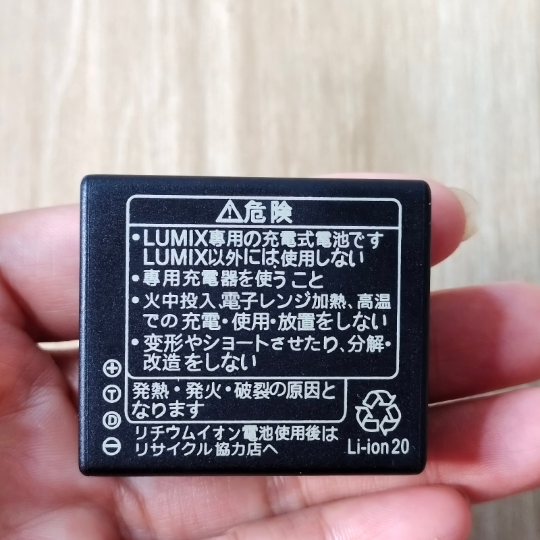 ⚠危険
・LUMIX専用の充電式電池です
LUMIX以外には使用しない
・専用充電器を使うこと
・火中投入、電子レンジ加熱、高温
での充電・使用・放置をしない
・変形やショートさせたり、分解・
改造をしない
発熱・発火・破裂の原因と
なります
リチウムイオン電池使用後は
リサイクル協力店へ
⊕
Ⓣ
Ⓓ
⊖
Li-ion 20